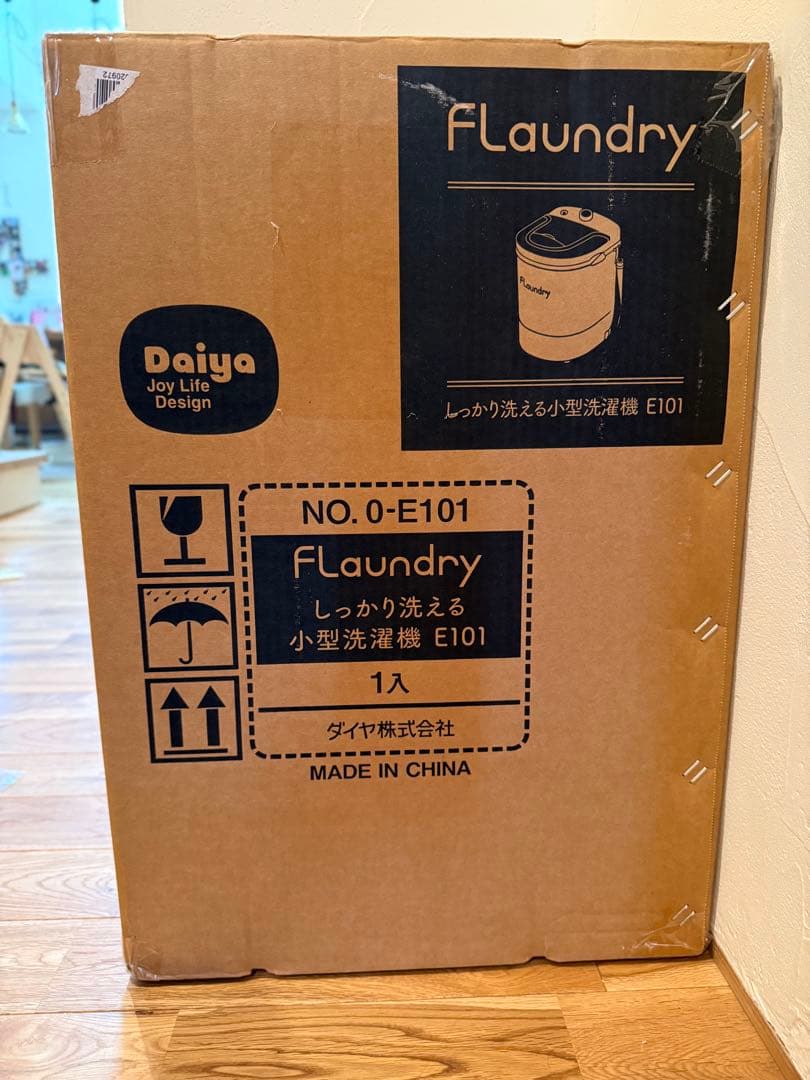 20972
FLaundry
FLaundry
しっかり洗える小型洗濯機 E101
Daiya
Joy Life
Design
NO. 0-E101
FLaundry
しっかり洗える
小型洗濯機 E101
1入
ダイヤ株式会社
MADE IN CHINA